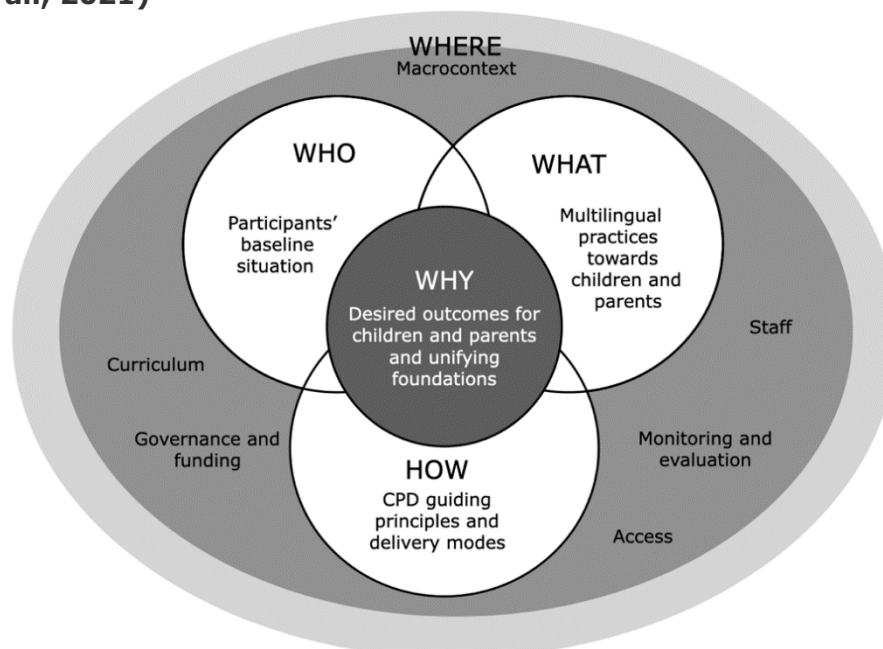 2021)
WHERE
Macrocontext
WHO
Participants’
baseline
situation
WHAT
Multilingual
practices
towards
children and
parents
WHY
Desired outcomes for
children and parents
and unifying
foundations
Staff
Curriculum
Governance and
funding
Monitoring and
evaluation
HOW
CPD guiding
principles and
delivery modes
Access